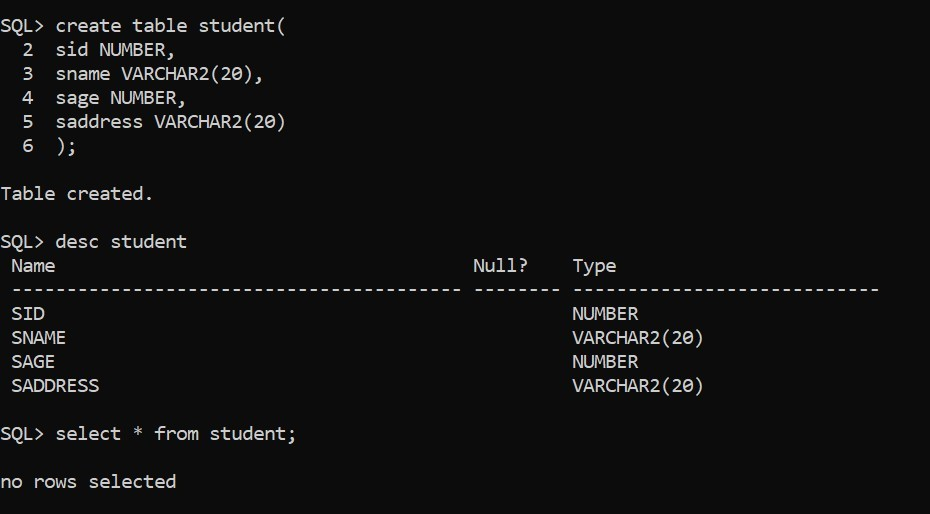 SQL> create table student(
  2  sid NUMBER,
  3  sname VARCHAR2(20),
  4  sage NUMBER,
  5  saddress VARCHAR2(20)
  6  );
Table created.
SQL> desc student
 Name                                      Null?    Type
 ----------------------------------------- -------- ----------------------------
 SID                                                NUMBER
 SNAME                                              VARCHAR2(20)
 SAGE                                               NUMBER
 SADDRESS                                           VARCHAR2(20)
SQL> select * from student;
no rows selected